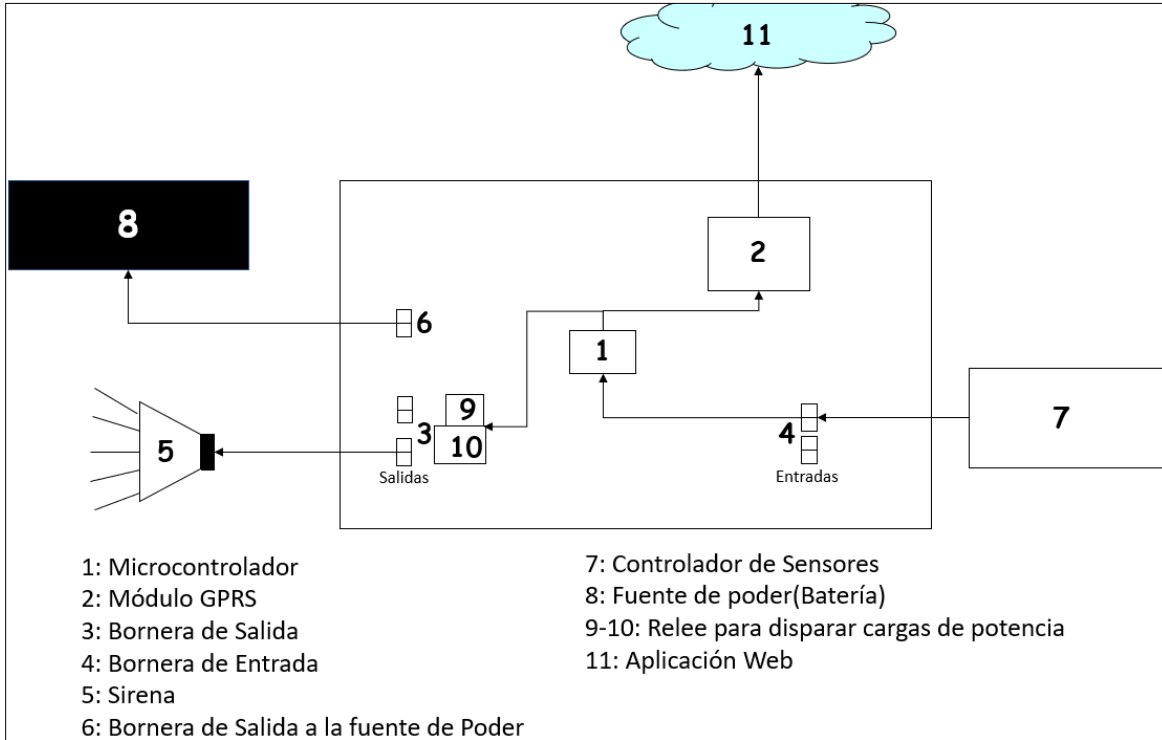 11
8
2
6
1
9
3
10
4
7
5
Salidas
Entradas
1: Microcontrolador
2: Módulo GPRS
3: Bornera de Salida
4: Bornera de Entrada
5: Sirena
6: Bornera de Salida a la fuente de Poder
7: Controlador de Sensores
8: Fuente de poder(Batería)
9-10: Relee para disparar cargas de potencia
11: Aplicación Web